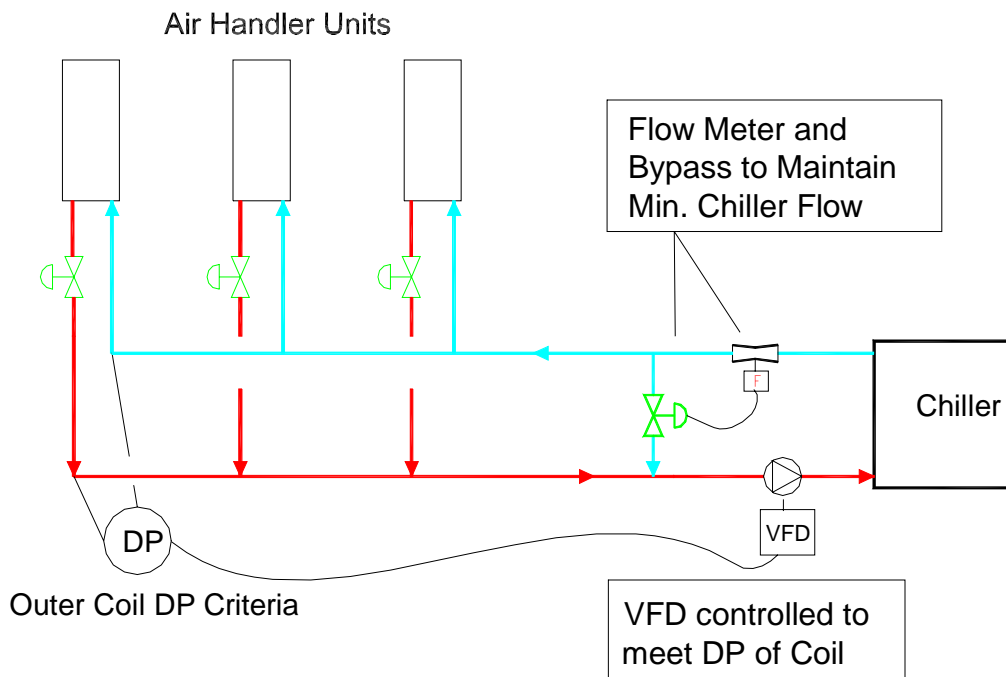 Air Handler Units
Flow Meter and
Bypass to Maintain
Min. Chiller Flow
F
Chiller
DP
VFD
Outer Coil DP Criteria
VFD controlled to
meet DP of Coil